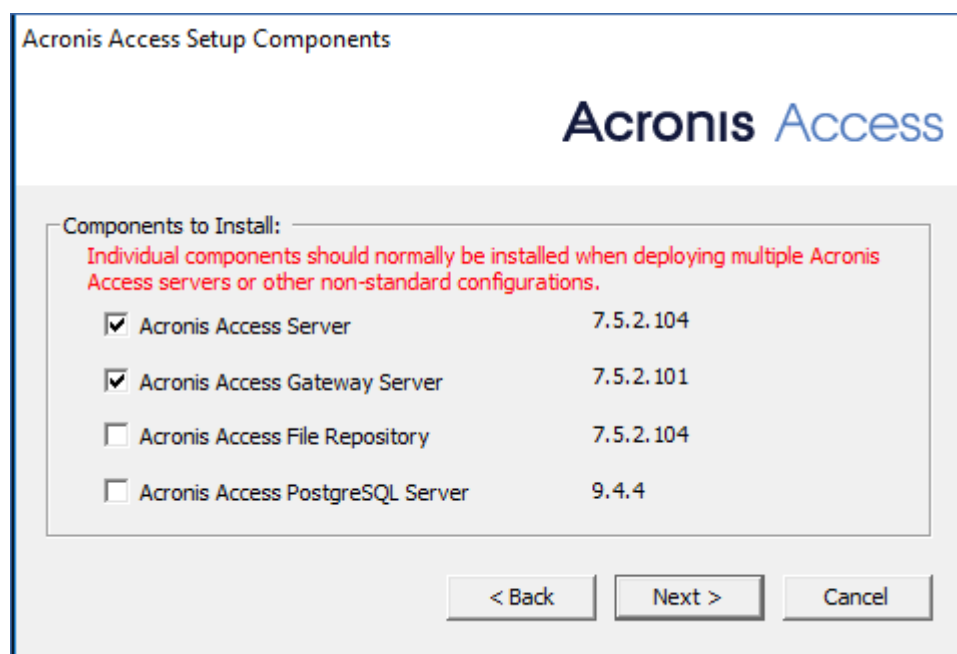 Acronis Access Setup Components
Acronis Access
Components to Install:
Individual components should normally be installed when deploying multiple Acronis
Access servers or other non-standard configurations.
Acronis Access Server 7.5.2.104
Acronis Access Gateway Server 7.5.2.101
Acronis Access File Repository 7.5.2.104
Acronis Access PostgreSQL Server 9.4.4
< Back Next > Cancel